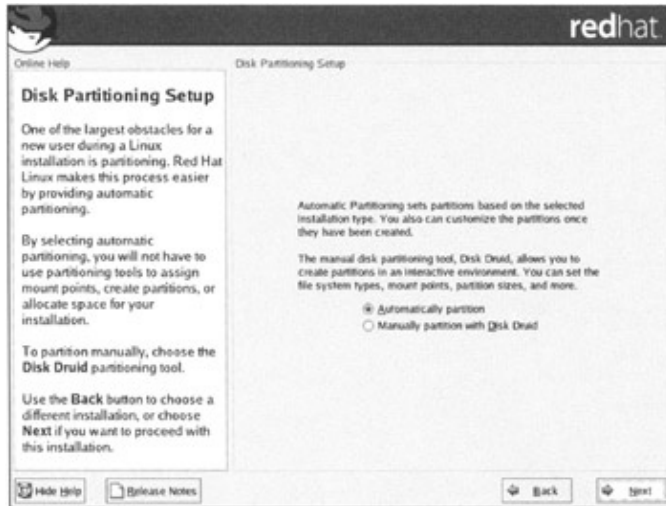 redhat.
Online Help
Disk Partitioning Setup
Disk Partitioning Setup
One of the largest obstacles for a
new user during a Linux
installation is partitioning. Red Hat
Linux makes this process easier
by providing automatic
partitioning.
By selecting automatic
partitioning, you will not have to
use partitioning tools to assign
mount points, create partitions, or
allocate space for your
installation.
To partition manually, choose the
Disk Druid partitioning tool.
Use the Back button to choose a
different installation, or choose
Next if you want to proceed with
this installation.
Automatic Partitioning sets partitions based on the selected
installation type. You also can customize the partitions once
they have been created.
The manual disk partitioning tool, Disk Druid, allows you to
create partitions in an interactive environment. You can set the
file system types, mount points, partition sizes, and more.
Automatically partition
Manually partition with Disk Druid
Hide Help
Release Notes
Back
Next